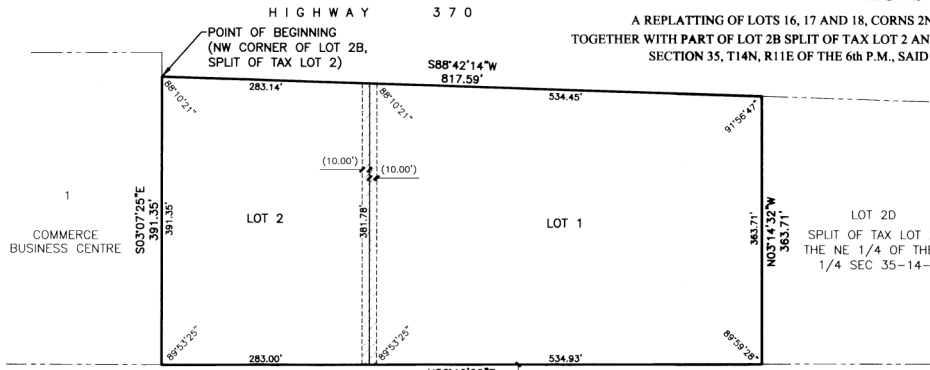 HIGHWAY 370
A REPLATTING OF LOTS 16, 17 AND 18, CORNS
TOGETHER WITH PART OF LOT 2B SPLIT OF TAX LOT 2
SECTION 35, T14N, R11E OF THE 6th P.M., SAID
POINT OF BEGINNING
(NW CORNER OF LOT 2B,
SPLIT OF TAX LOT 2)
S88°42'14"W
817.59'
283.14'
534.45'
88°10'21"
88°10'21"
91°56'47"
(10.00')
(10.00')
1
COMMERCE
BUSINESS CENTRE
S03°07'25"E
391.35'
391.35'
LOT 2
381.78'
LOT 1
363.71'
N03°14'32"W
363.71'
LOT 2D
SPLIT OF TAX LOT
THE NE 1/4 OF
1/4 SEC 35-14-
89°53'25"
89°53'25"
89°59'28"
283.00'
534.93'